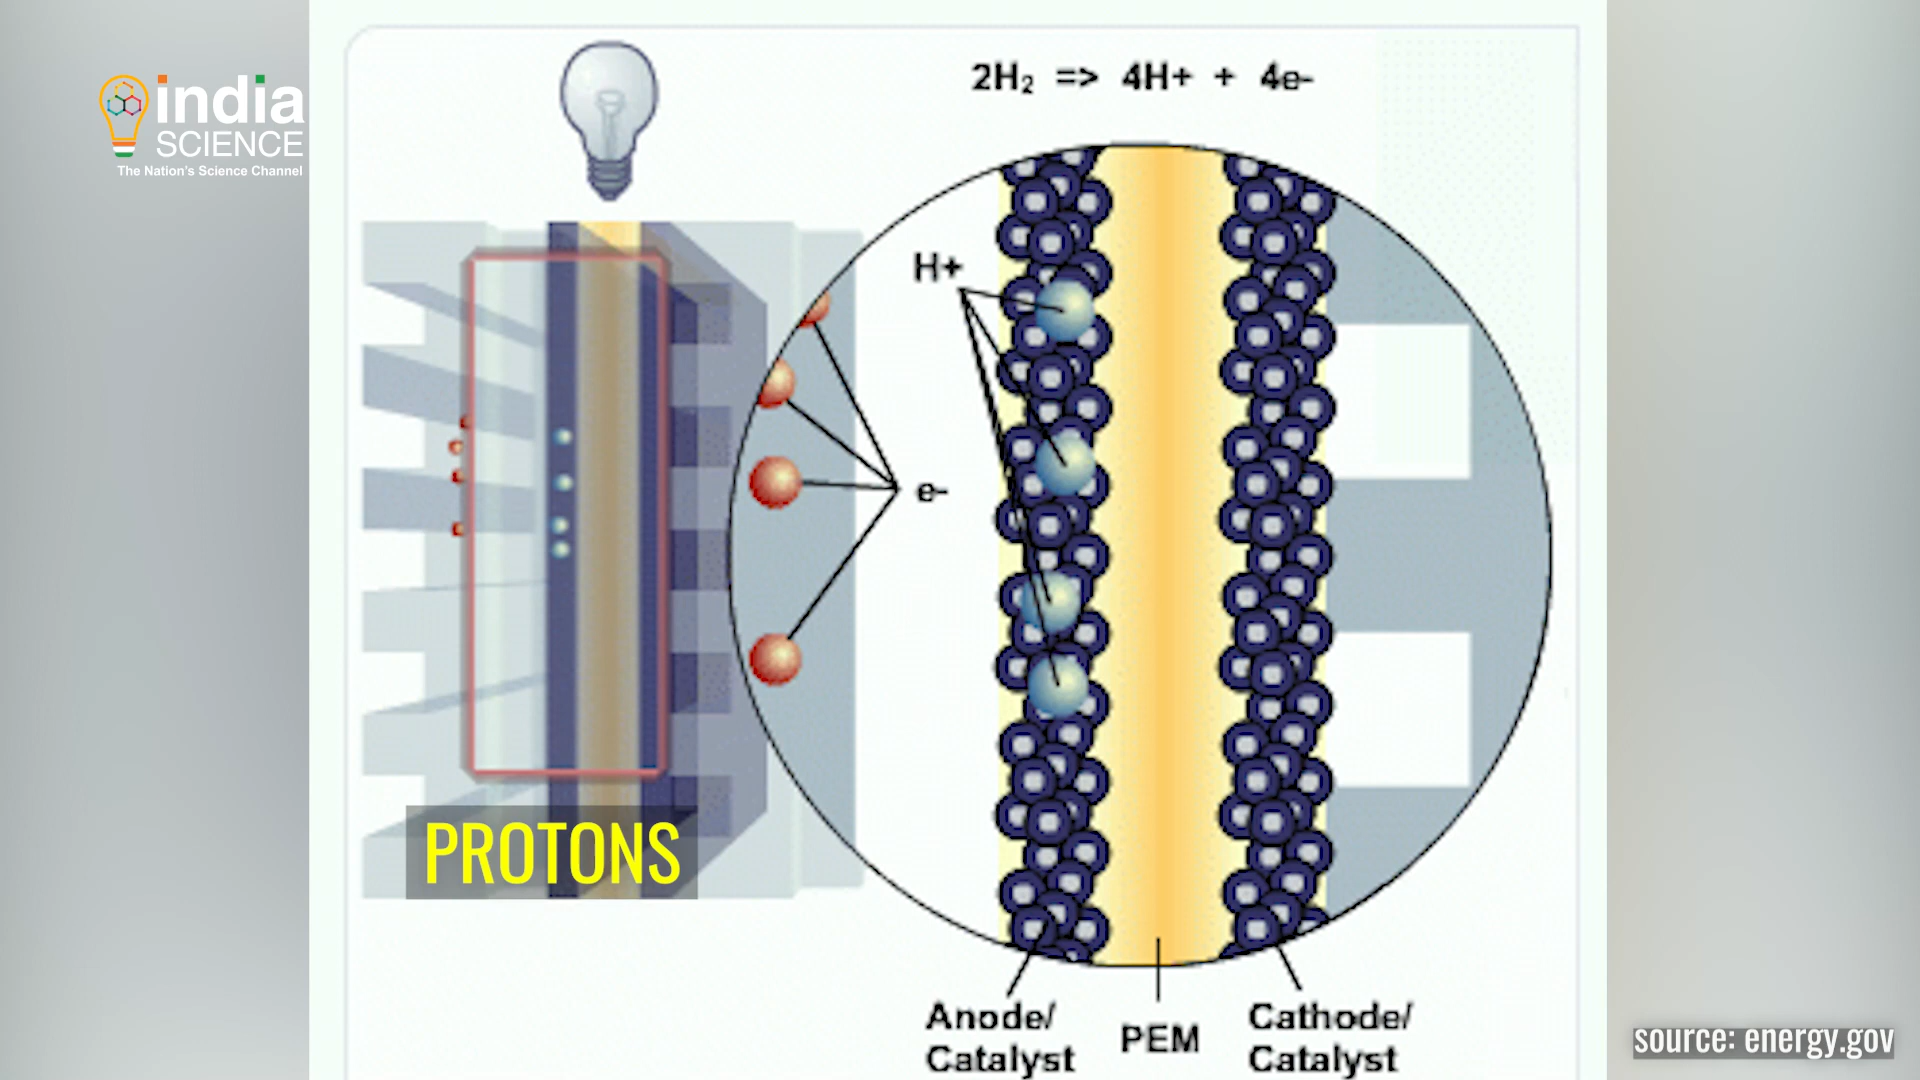 india
SCIENCE
The Nation's Science Channel
2H₂ => 4H+ + 4e-
H+
e-
PROTONS
Anode/
Catalyst
PEM
Cathode/
Catalyst
source: energy.gov